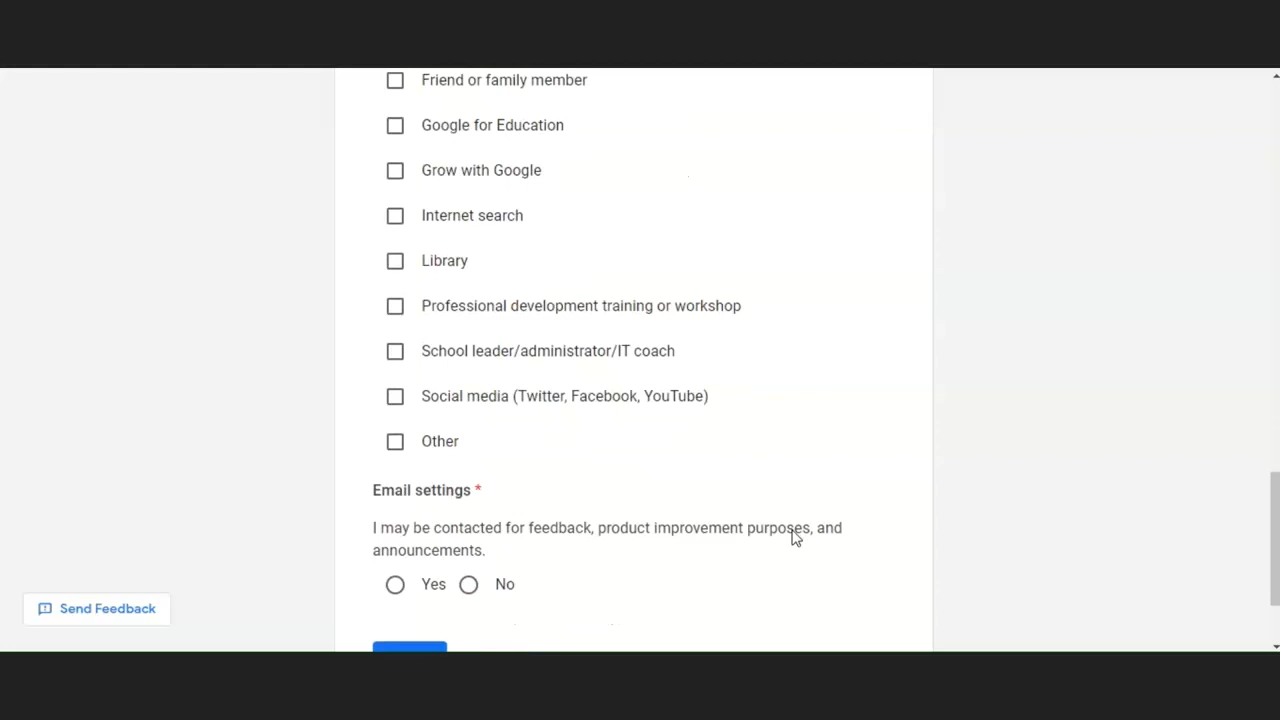 Friend or family member
Google for Education
Grow with Google
Internet search
Library
Professional development training or workshop
School leader/administrator/IT coach
Social media (Twitter, Facebook, YouTube)
Other
Email settings *
I may be contacted for feedback, product improvement purposes, and
announcements.
Yes No
Send Feedback